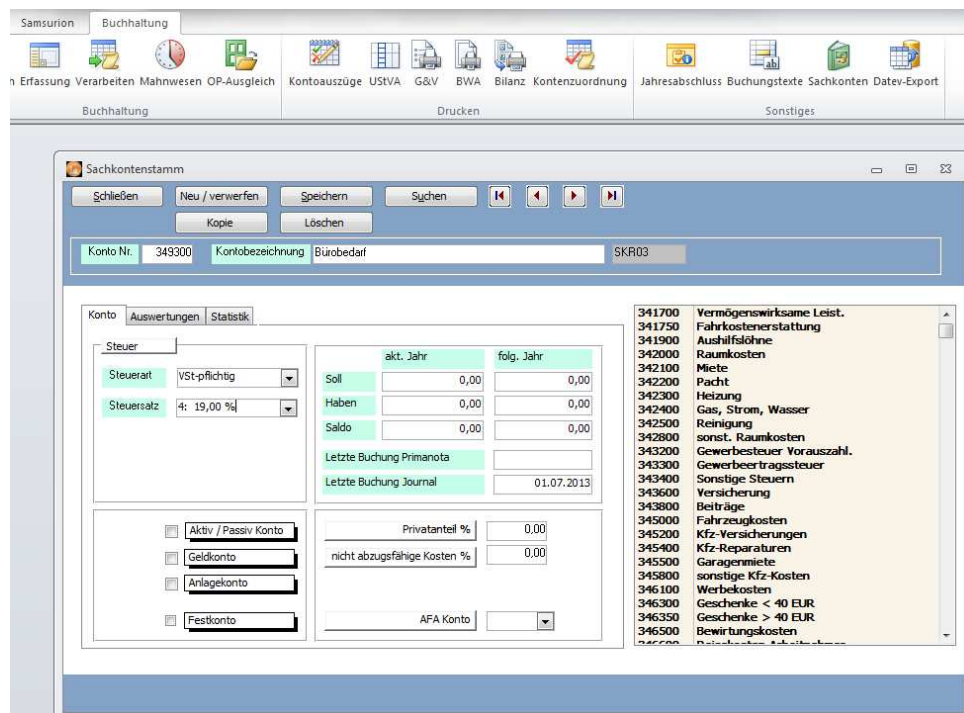 Samsurion Buchhaltung
n Erfassung Verarbeiten Mahnwesen OP-Ausgleich Kontoauszüge UStVA G&V BWA Bilanz Kontenzuordnung Jahresabschluss Buchungstexte Sachkonten Datev-Export
Buchhaltung Drucken Sonstiges
Sachkontenstamm
Schließen Neu / verwerfen Speichern Suchen
Kopie Löschen
Konto Nr. 349300 Kontobezeichnung Bürobedarf SKR03
Konto Auswertungen Statistik
Steuer
Steuerart VSt-pflichtig
Steuersatz 4: 19,00 %
akt. Jahr folg. Jahr
Soll 0,00 0,00
Haben 0,00 0,00
Saldo 0,00 0,00
Letzte Buchung Primanota
Letzte Buchung Journal 01.07.2013
Aktiv / Passiv Konto
Geldkonto
Anlagekonto
Festkonto
Privatanteil % 0,00
nicht abzugsfähige Kosten % 0,00
AFA Konto
341700 Vermögenswirksame Leist.
341750 Fahrkostenerstattung
341900 Aushilfslöhne
342000 Raumkosten
342100 Miete
342200 Pacht
342300 Heizung
342400 Gas, Strom, Wasser
342500 Reinigung
342800 sonst. Raumkosten
343200 Gewerbesteuer Vorauszahl.
343300 Gewerbeertragssteuer
343400 Sonstige Steuern
343600 Versicherung
343800 Beiträge
345000 Fahrzeugkosten
345200 Kfz-Versicherungen
345400 Kfz-Reparaturen
345500 Garagenmiete
345800 sonstige Kfz-Kosten
346100 Werbekosten
346300 Geschenke < 40 EUR
346350 Geschenke > 40 EUR
346500 Bewirtungskosten